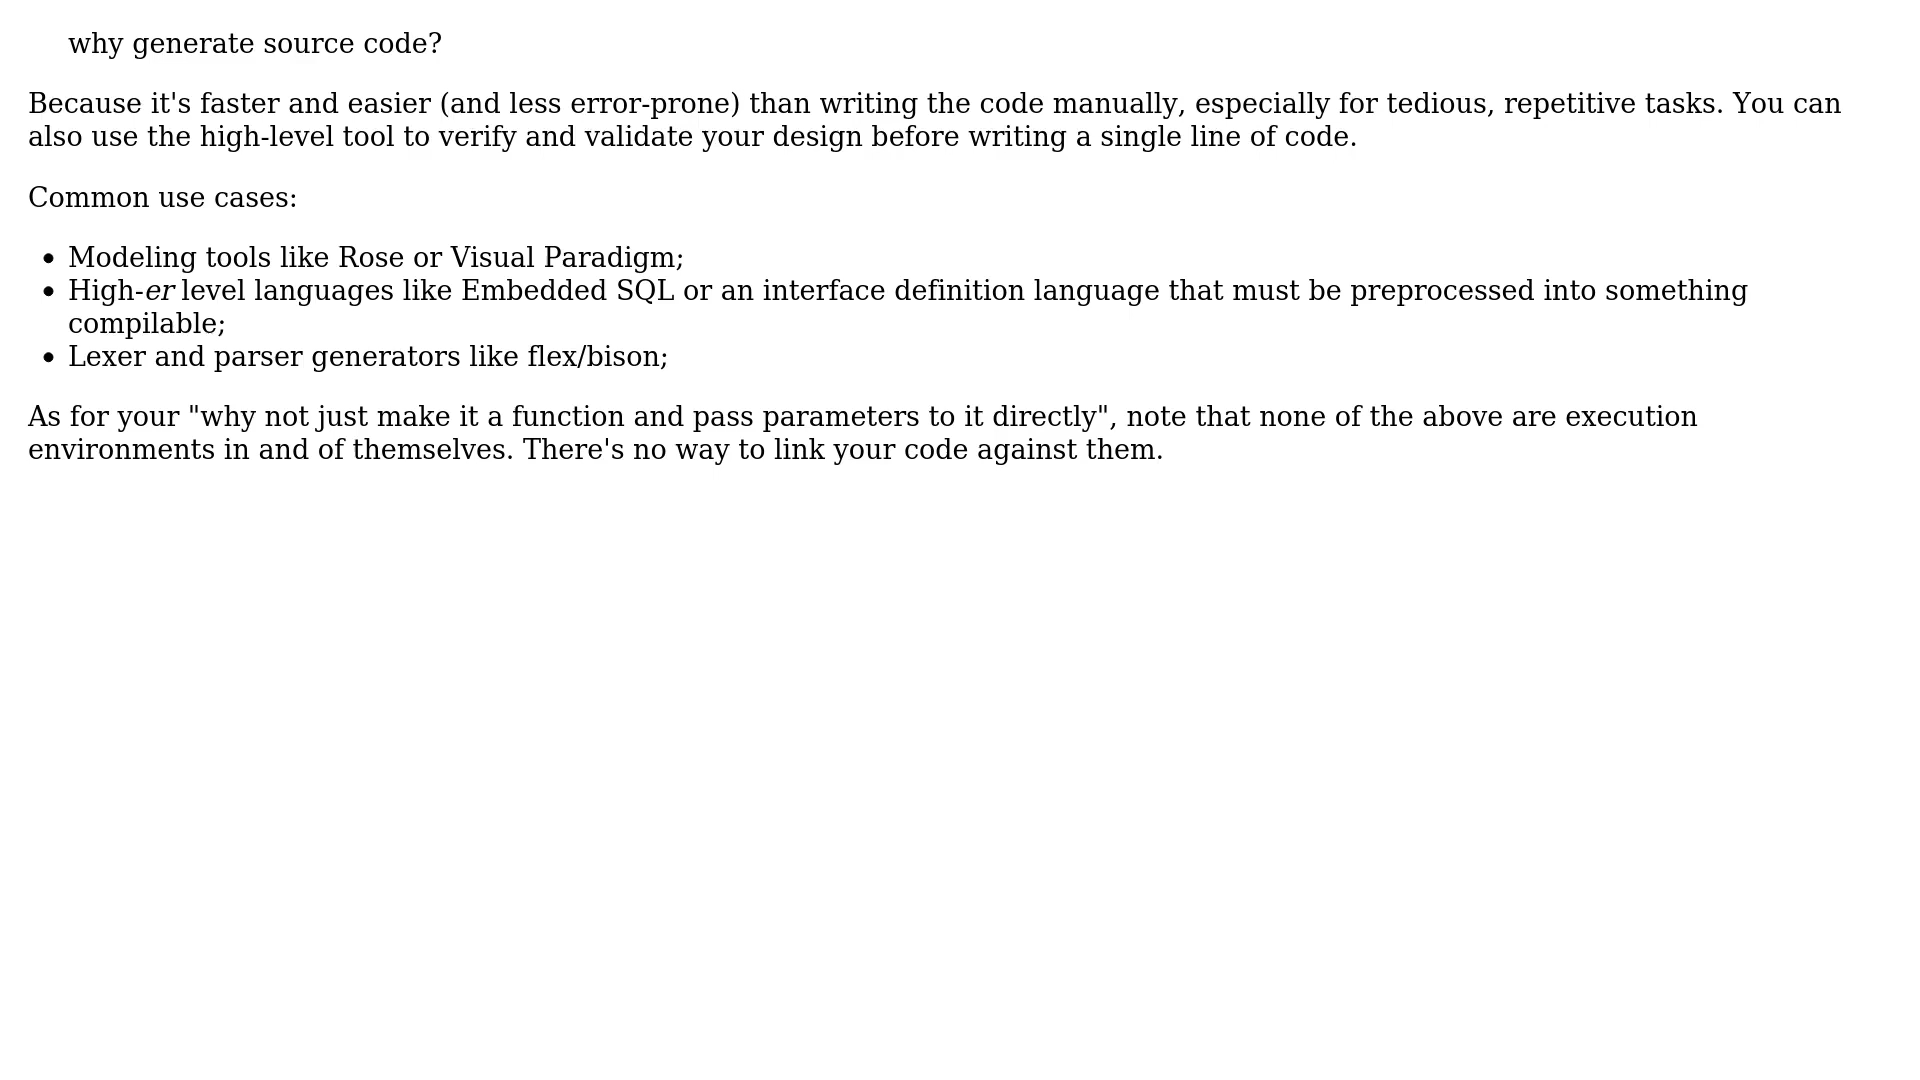 why generate source code?
Because it's faster and easier (and less error-prone) than writing the code manually, especially for tedious, repetitive tasks. You can
also use the high-level tool to verify and validate your design before writing a single line of code.
Common use cases:
• Modeling tools like Rose or Visual Paradigm;
• High-er level languages like Embedded SQL or an interface definition language that must be preprocessed into something
compilable;
• Lexer and parser generators like flex/bison;
As for your "why not just make it a function and pass parameters to it directly", note that none of the above are execution
environments in and of themselves. There's no way to link your code against them.